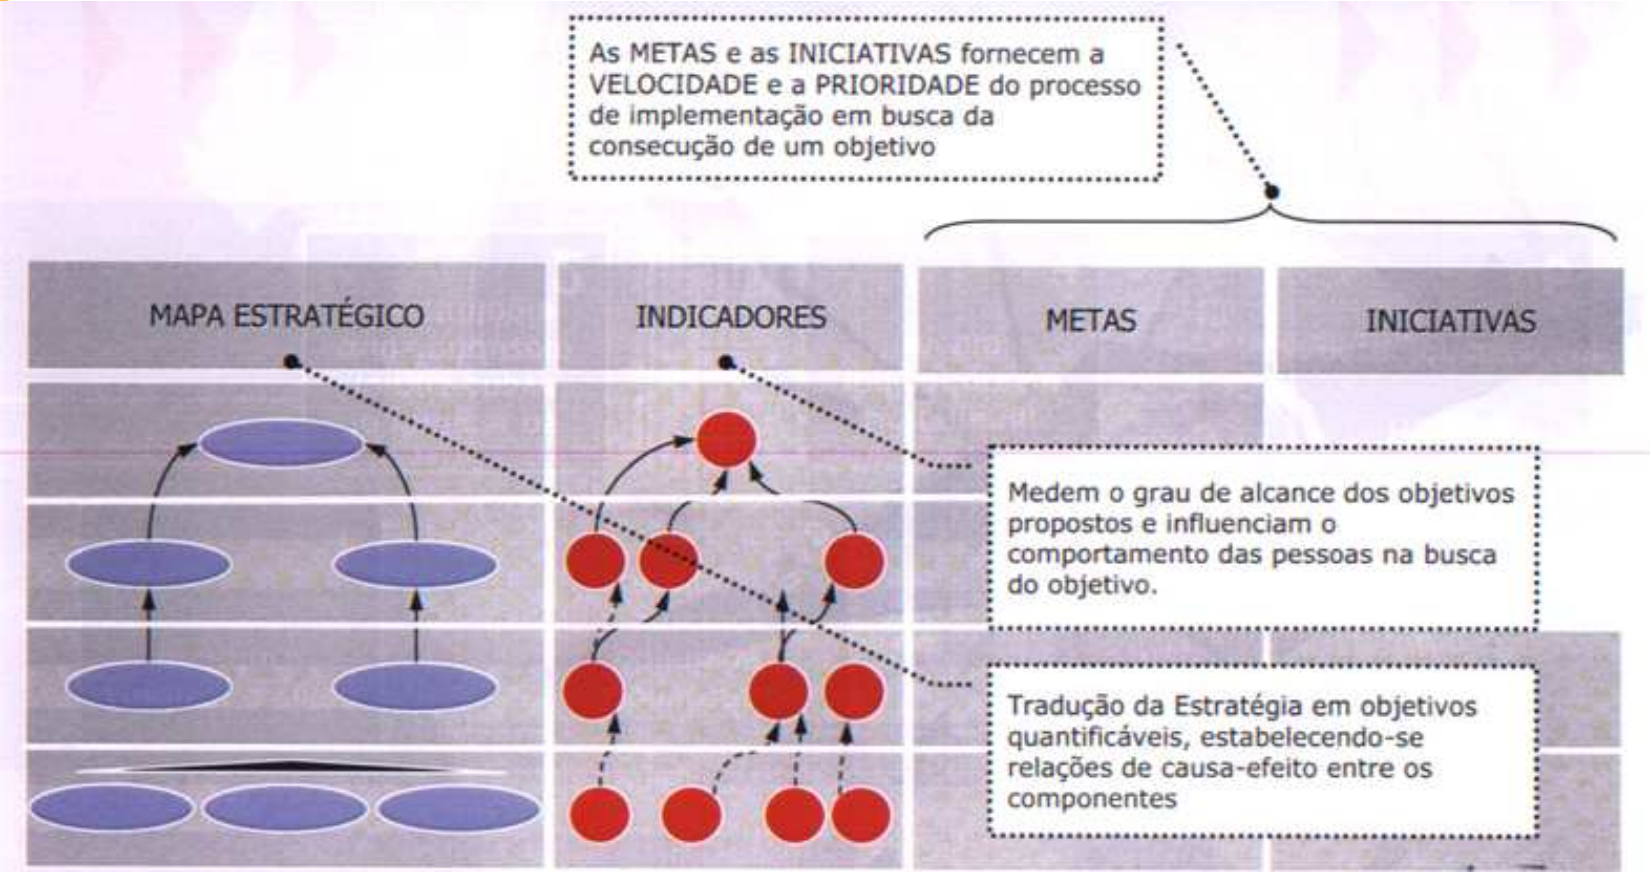 As METAS e as INICIATIVAS fornecem a
VELOCIDADE e a PRIORIDADE do processo
de implementação em busca da
consecução de um objetivo
MAPA ESTRATÉGICO
INDICADORES
METAS
INICIATIVAS
Medem o grau de alcance dos objetivos
propostos e influenciam o
comportamento das pessoas na busca
do objetivo.
Tradução da Estratégia em objetivos
quantificáveis, estabelecendo-se
relações de causa-efeito entre os
componentes